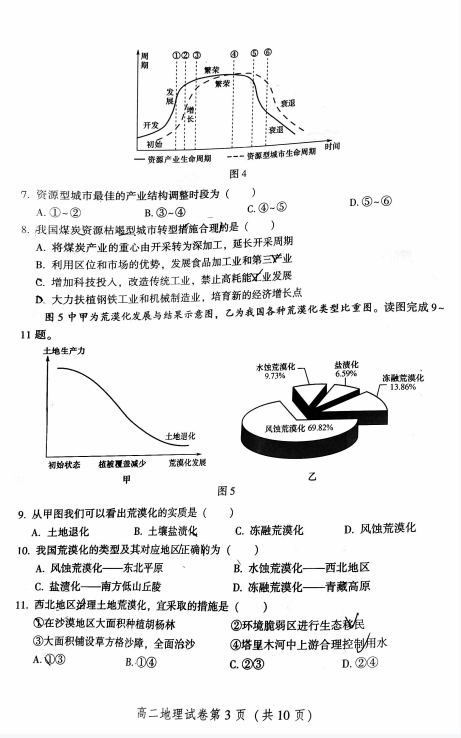 周期
①②③ ④ ⑤ ⑥
繁荣
繁荣
发展
增长
衰退
开发
衰退
初始
时间
—— 资源产业生命周期 --- 资源型城市生命周期
图4
7. 资源型城市最佳的产业结构调整时段为（ ）
A. ①~② B. ③~④ C. ④~⑤ D. ⑤~⑥
8. 我国煤炭资源枯竭型城市转型措施合理的是（ ）
A. 将煤炭产业的重心由开采转为深加工，延长开采周期
B. 利用区位和市场的优势，发展食品加工业和第三产业
C. 增加科技投入，改造传统工业，禁止高耗能工业发展
D. 大力扶植钢铁工业和机械制造业，培育新的经济增长点
图5中甲为荒漠化发展与结果示意图，乙为我国各种荒漠化类型比重图。读图完成9~
11题。
土地生产力
土地退化
初始状态 植被覆盖减少 荒漠化发展
甲
水蚀荒漠化
9.73%
盐渍化
6.59%
冻融荒漠化
13.86%
风蚀荒漠化 69.82%
乙
图5
9. 从甲图我们可以看出荒漠化的实质是（ ）
A. 土地退化 B. 土壤盐渍化 C. 冻融荒漠化 D. 风蚀荒漠化
10. 我国荒漠化的类型及其对应地区正确的为（ ）
A. 风蚀荒漠化——东北平原 B. 水蚀荒漠化——西北地区
C. 盐渍化——南方低山丘陵 D. 冻融荒漠化——青藏高原
11. 西北地区治理土地荒漠化，宜采取的措施是（ ）
①在沙漠地区大面积种植胡杨林 ②环境脆弱区进行生态移民
③大面积铺设草方格沙障，全面治沙 ④塔里木河中上游合理控制用水
A. ①③ B. ①④ C. ②③ D. ②④
高二地理试卷第3页（共10页）